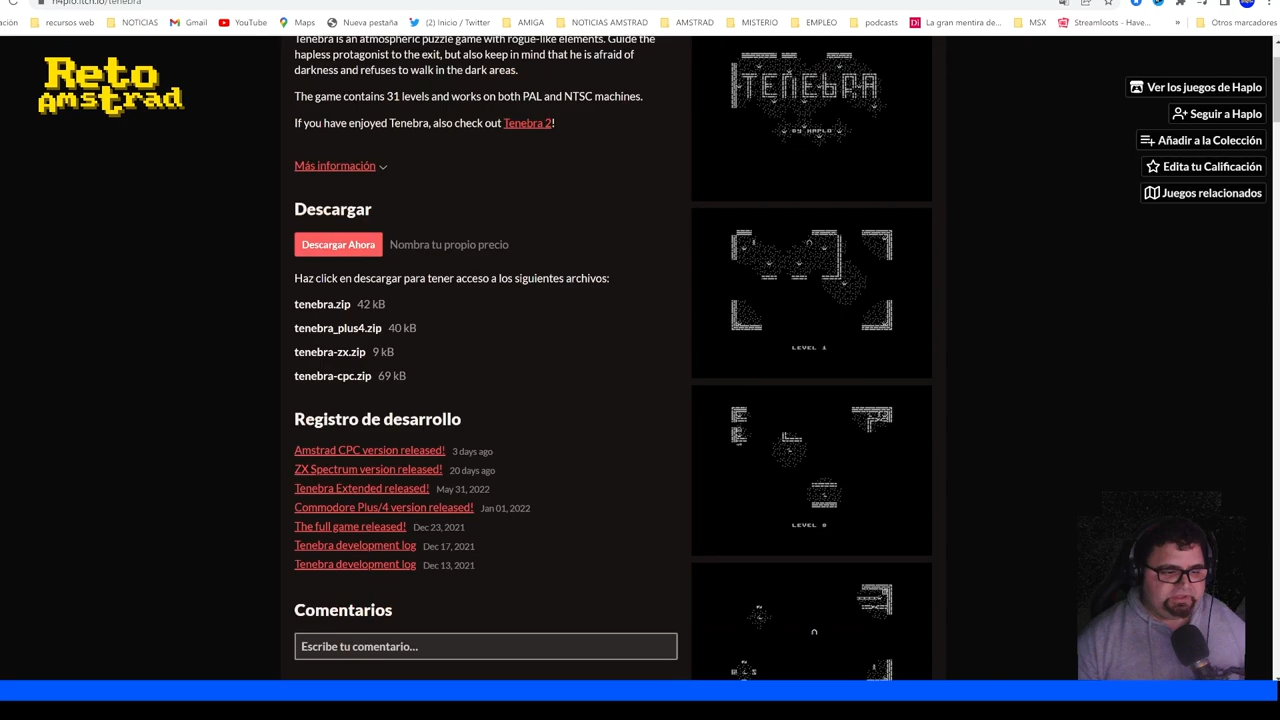 n4plo.itch.io/tenebra
ación
recursos web
NOTICIAS
Gmail
YouTube
Maps
Nueva pestaña
(2) Inicio / Twitter
AMIGA
NOTICIAS AMSTRAD
AMSTRAD
MISTERIO
EMPLEO
podcasts
La gran mentira de...
MSX
Streamloots - Have...
»
Otros marcadores
Reto
Amstrad
Tenebra is atmospheric puzzle game with rogue-like elements. Guide the
hapless protagonist to the exit, but also keep in mind that he is afraid of
darkness and refuses to walk in the dark areas.
The game contains 31 levels and works on both PAL and NTSC machines.
If you have enjoyed Tenebra, also check out Tenebra 2!
Más información
Descargar
Descargar Ahora Nombra tu propio precio
Haz click en descargar para tener acceso a los siguientes archivos:
tenebra.zip 42 kB
tenebra_plus4.zip 40 kB
tenebra-zx.zip 9 kB
tenebra-cpc.zip 69 kB
Registro de desarrollo
Amstrad CPC version released! 3 days ago
ZX Spectrum version released! 20 days ago
Tenebra Extended released! May 31, 2022
Commodore Plus/4 version released! Jan 01, 2022
The full game released! Dec 23, 2021
Tenebra development log Dec 17, 2021
Tenebra development log Dec 13, 2021
Comentarios
Escribe tu comentario...
TENEBRA
BY HAPLO
LEVEL 1
LEVEL 8
Ver los juegos de Haplo
Seguir a Haplo
Añadir a la Colección
Edita tu Calificación
Juegos relacionados